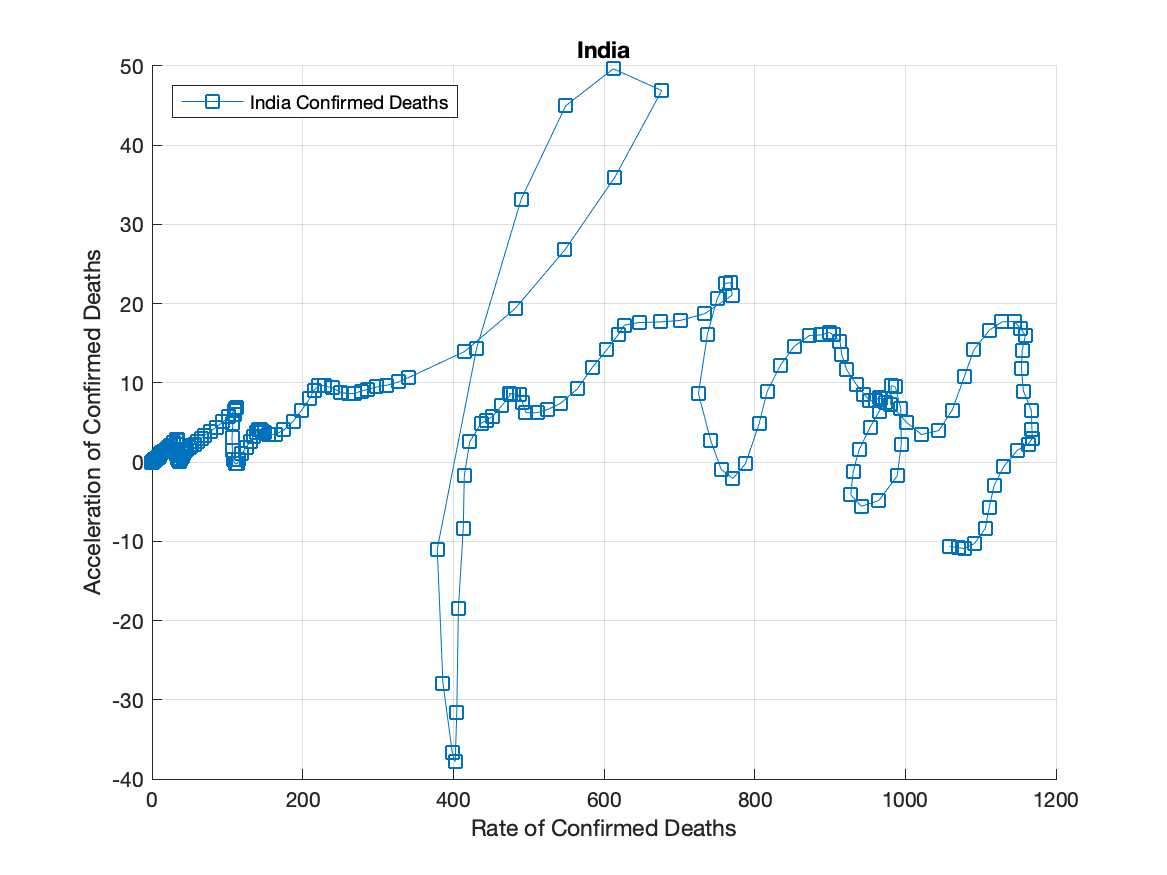 India
India Confirmed Deaths
50
40
30
20
10
0
-10
-20
-30
-40
Acceleration of Confirmed Deaths
0 200 400 600 800 1000 1200
Rate of Confirmed Deaths